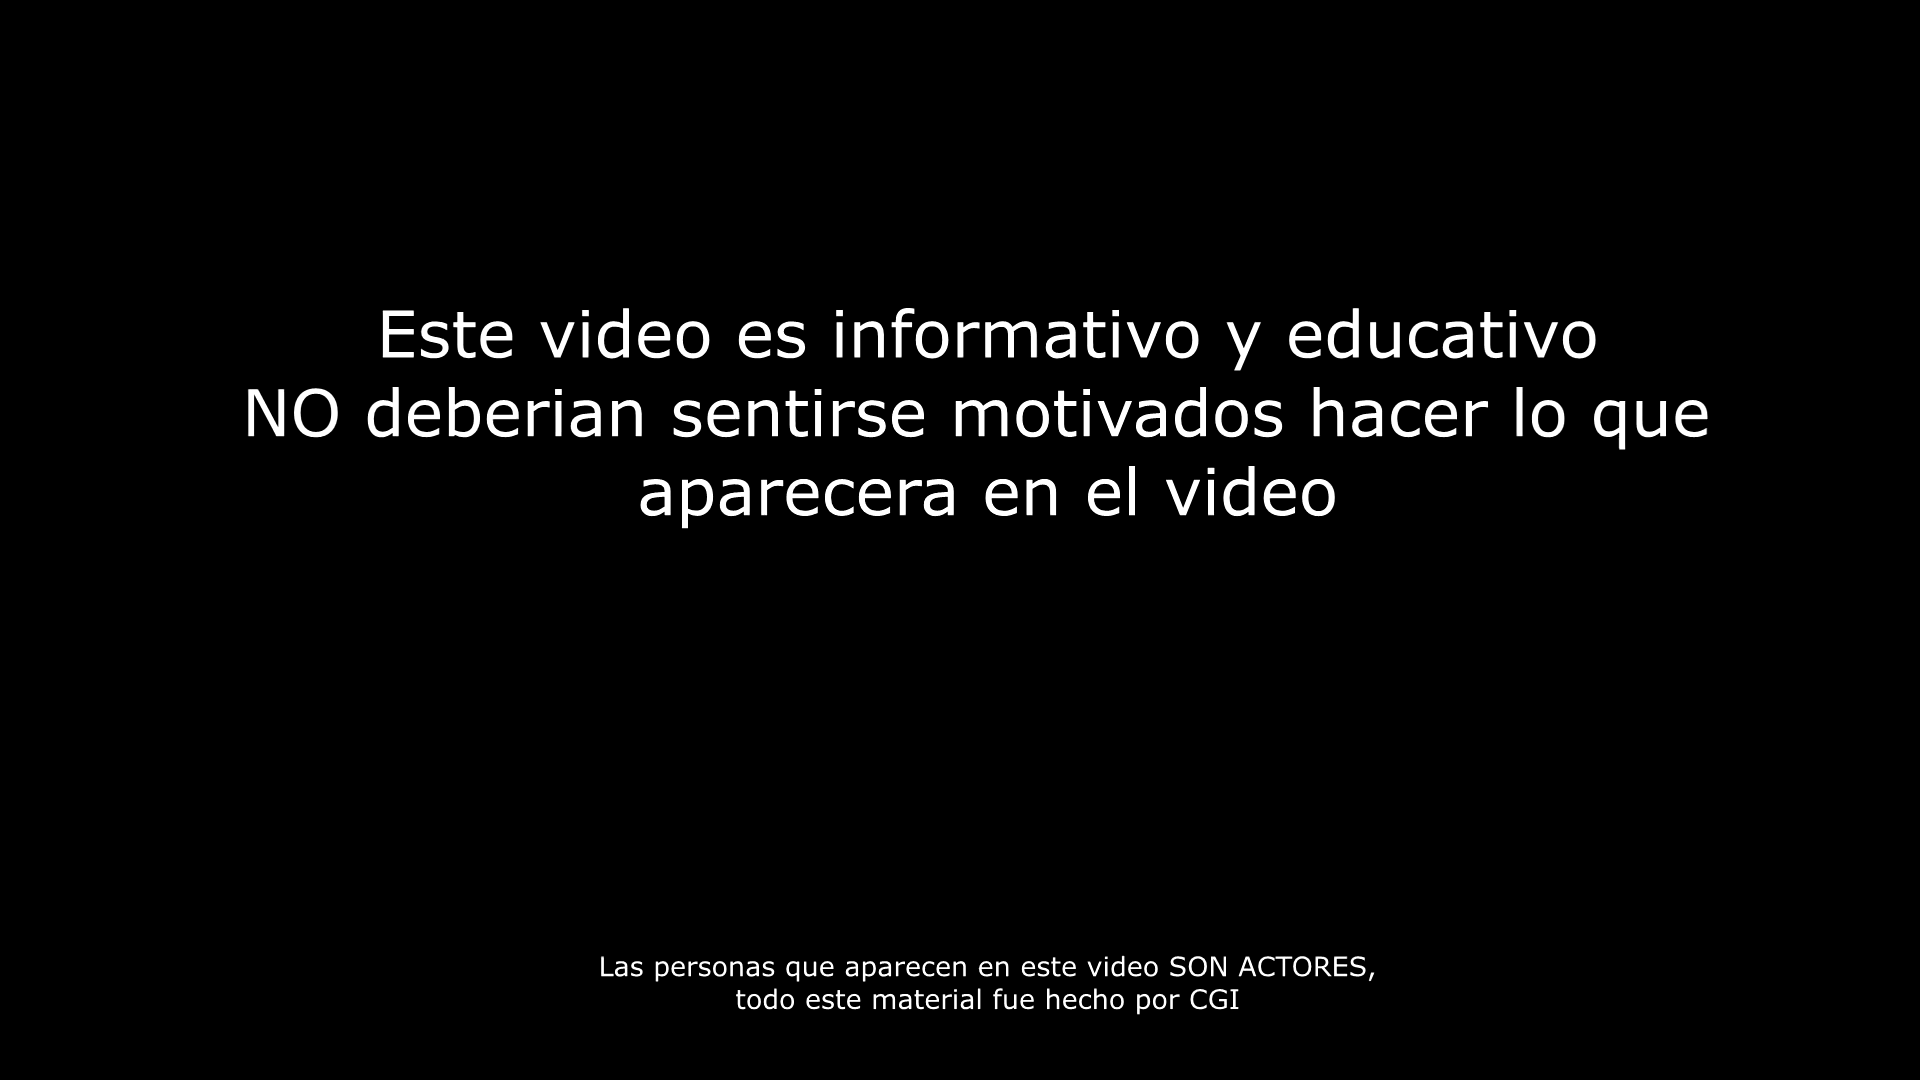 Este video es informativo y educativo
NO deberian sentirse motivados hacer lo que
aparecera en el video
Las personas que aparecen en este video SON ACTORES,
todo este material fue hecho por CGI